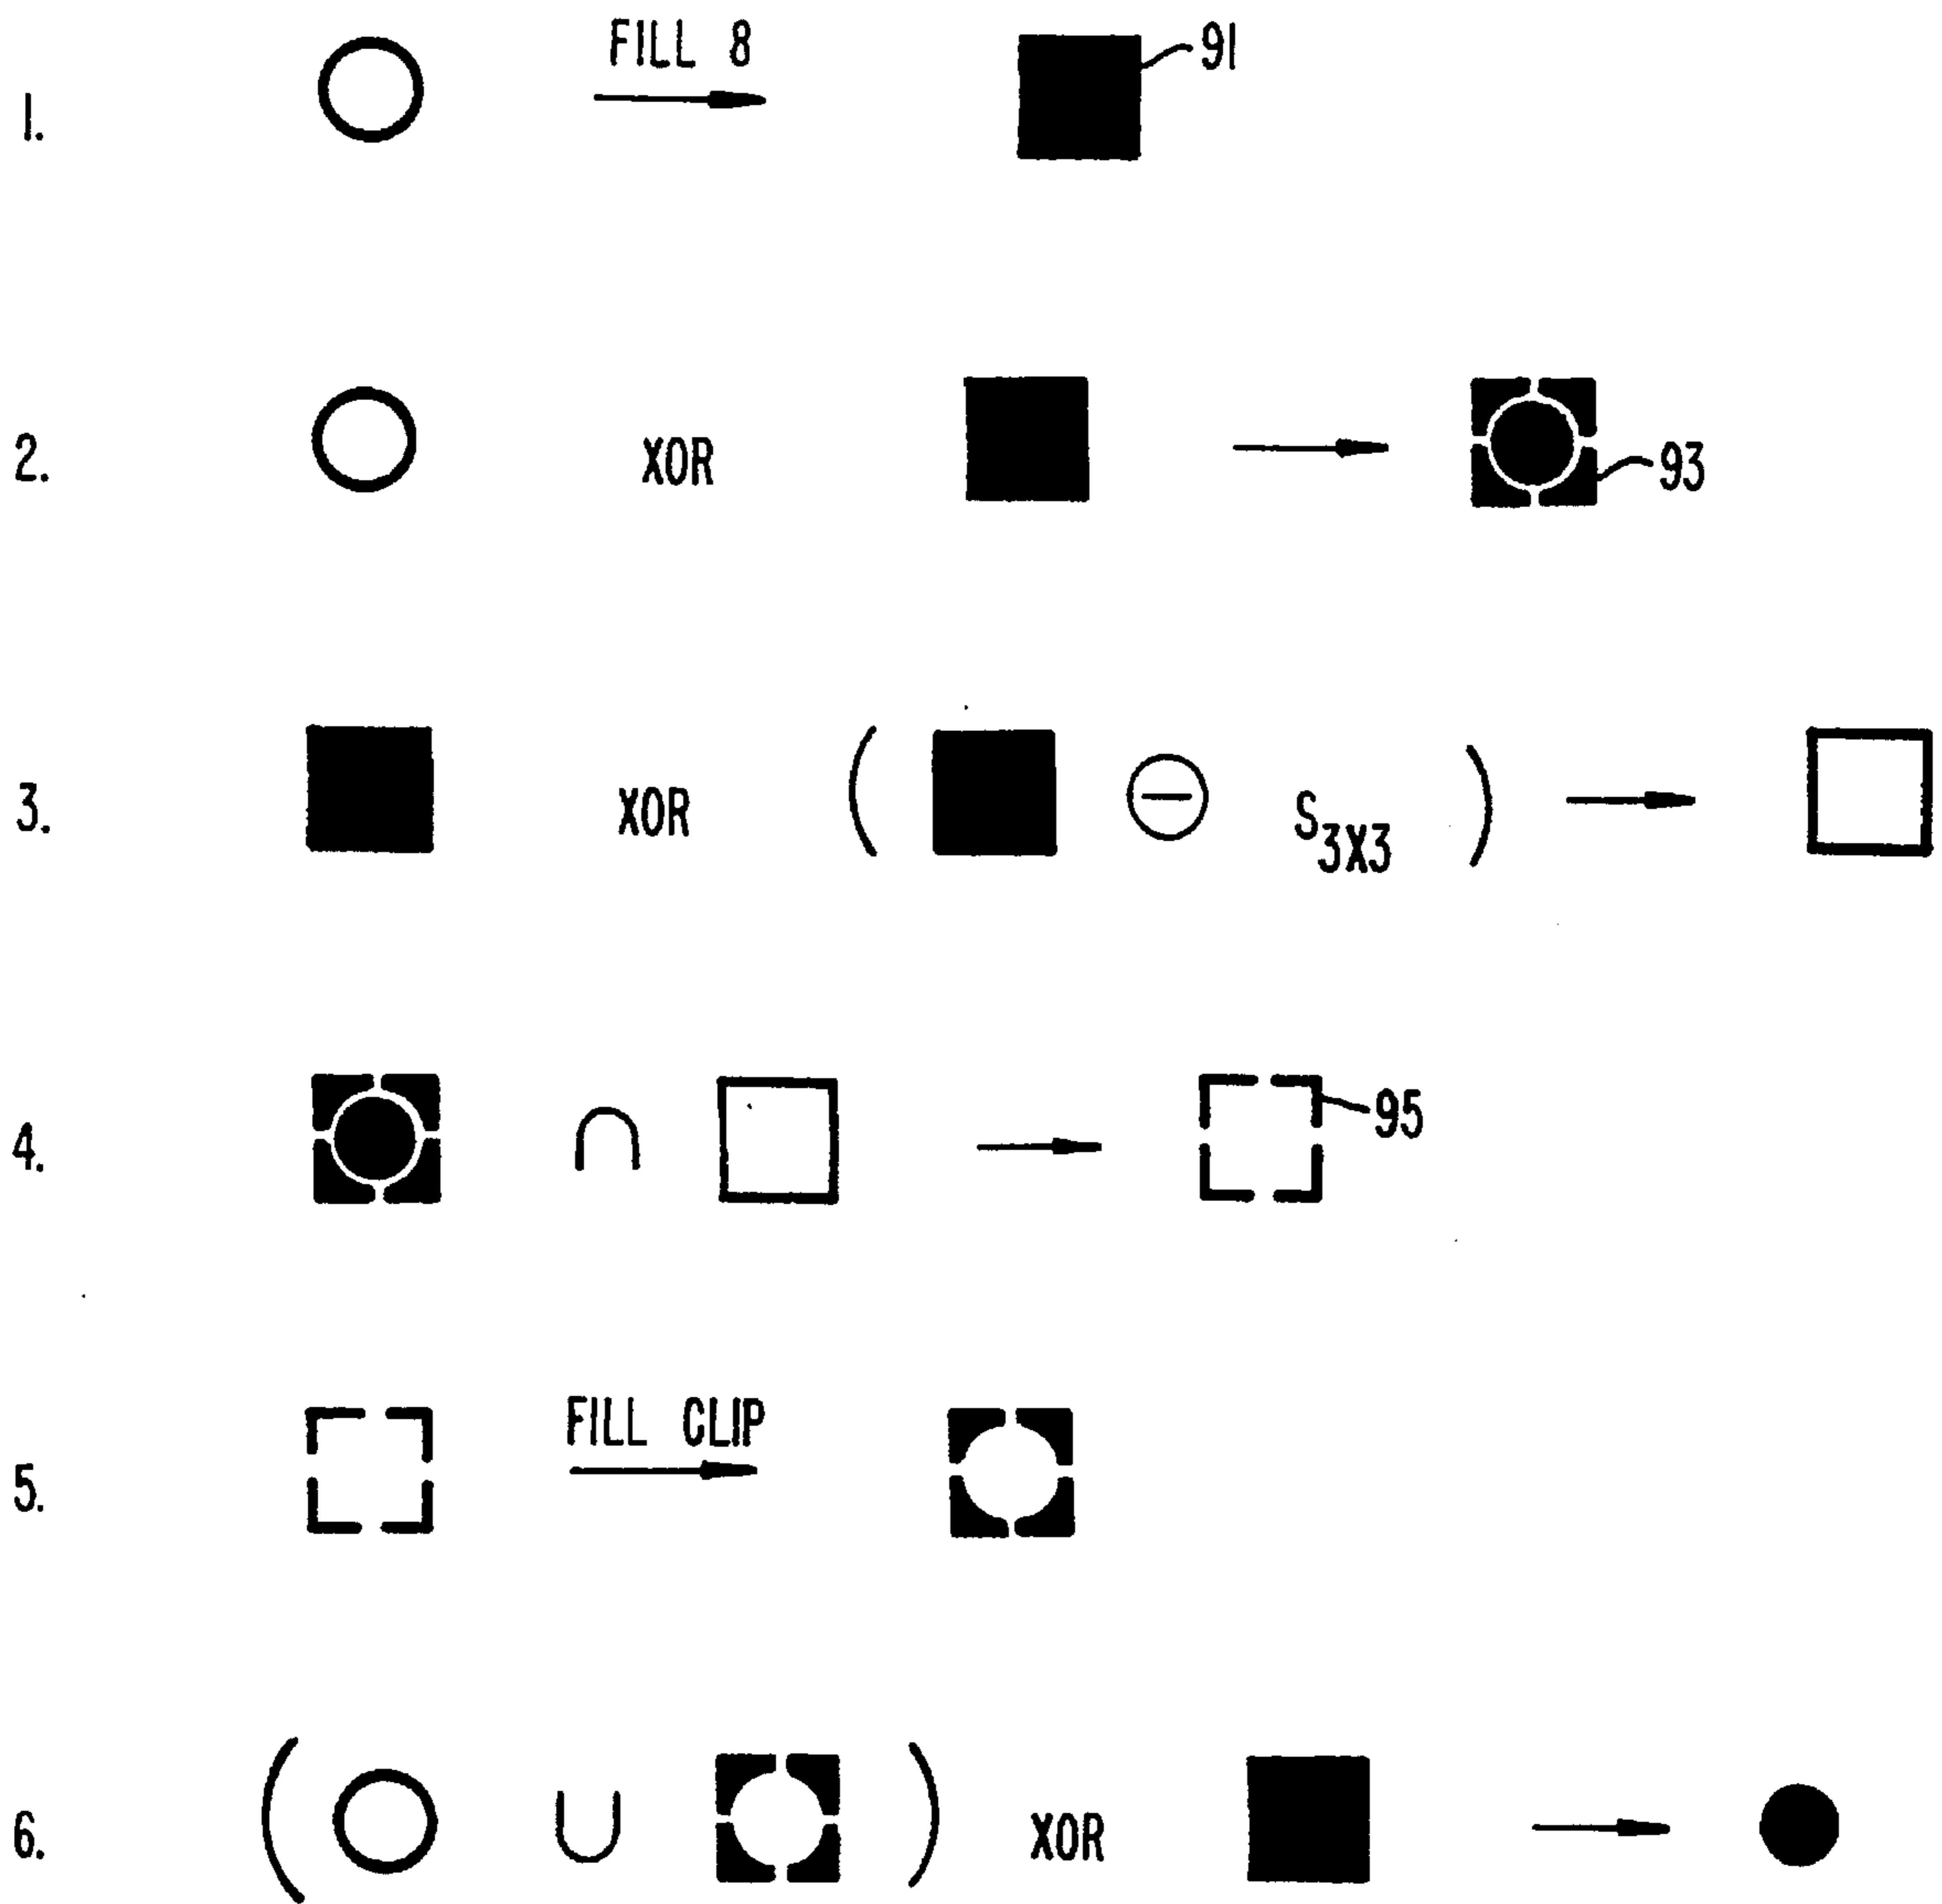 1. FILL 8 91
2. XOR 93
3. XOR ( ⊖ S3X3 )
4. ∩ 95
5. FILL CLIP
6. ( ∪ ) XOR